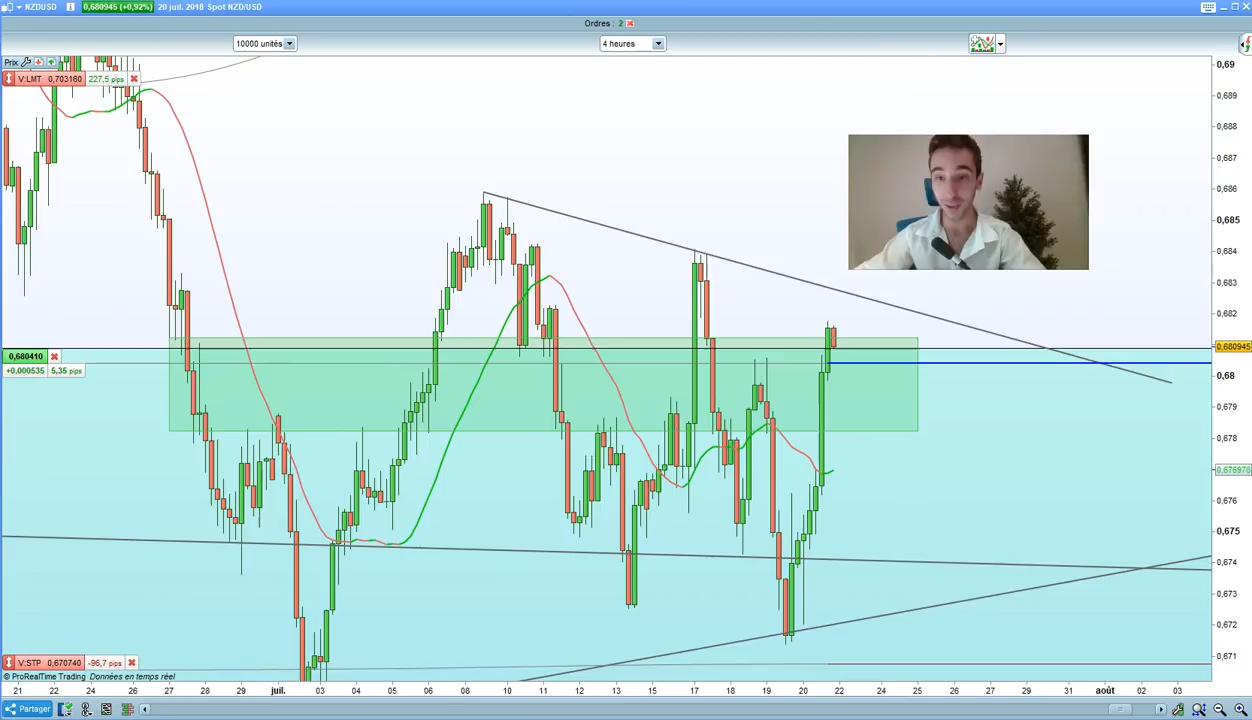 NZDUSD 0,680945 (+0,92%) 20 juil. 2018 Spot NZD/USD
Ordres : 2
10000 unités 4 heures
Prix
V:LMT 0,703160 227,5 pips
0,680410
+0,000535 5,35 pips
V:STP 0,670740 -96,7 pips
© ProRealTime Trading Données en temps réel
0,69
0,689
0,688
0,687
0,686
0,685
0,684
0,683
0,682
0,680945
0,68
0,679
0,678
0,676978
0,676
0,675
0,674
0,673
0,672
0,671
21 22 24 26 27 28 29 juil. 03 04 05 06 08 10 11 12 13 15 16 17 18 19 20 22 24 25 26 27 29 31 août 02 03
Partager